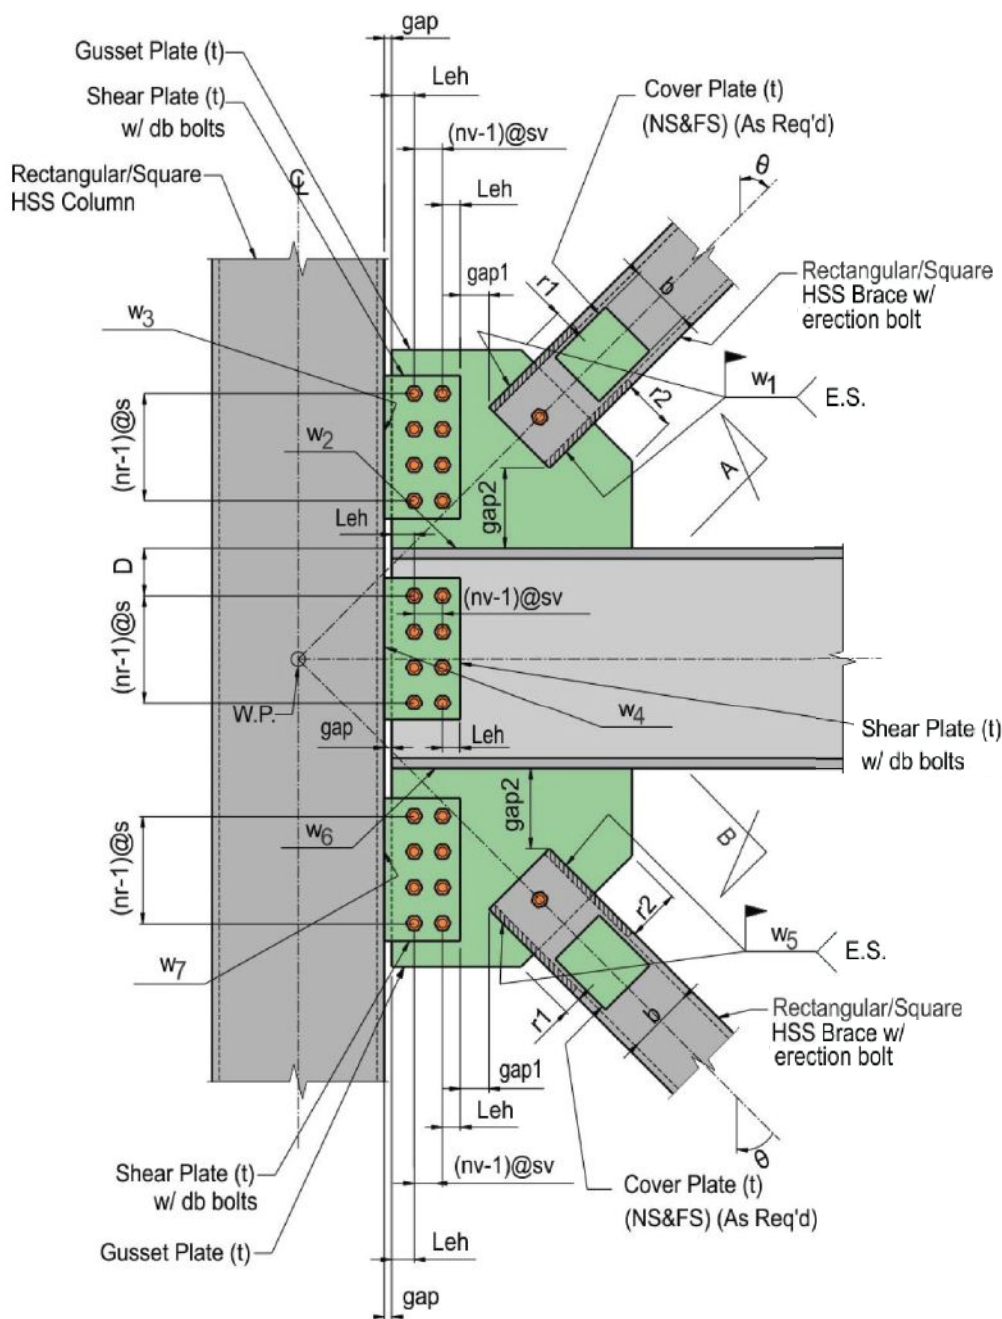 gap
Gusset Plate (t)
Leh
Shear Plate (t)
w/ db bolts
Cover Plate (t)
(NS&FS) (As Req'd)
(nv-1)@sv
Rectangular/Square
HSS Column
℄
θ
Leh
gap1
r1
b
Rectangular/Square
HSS Brace w/
erection bolt
w3
w1
E.S.
r2
(nr-1)@s
w2
A
gap2
Leh
D
(nv-1)@sv
(nr-1)@s
W.P.
w4
gap
Leh
Shear Plate (t)
w/ db bolts
gap2
w6
(nr-1)@s
B
r2
w5
E.S.
w7
r1
b
Rectangular/Square
HSS Brace w/
erection bolt
gap1
Leh
θ
Shear Plate (t)
w/ db bolts
(nv-1)@sv
Cover Plate (t)
(NS&FS) (As Req'd)
Gusset Plate (t)
Leh
gap